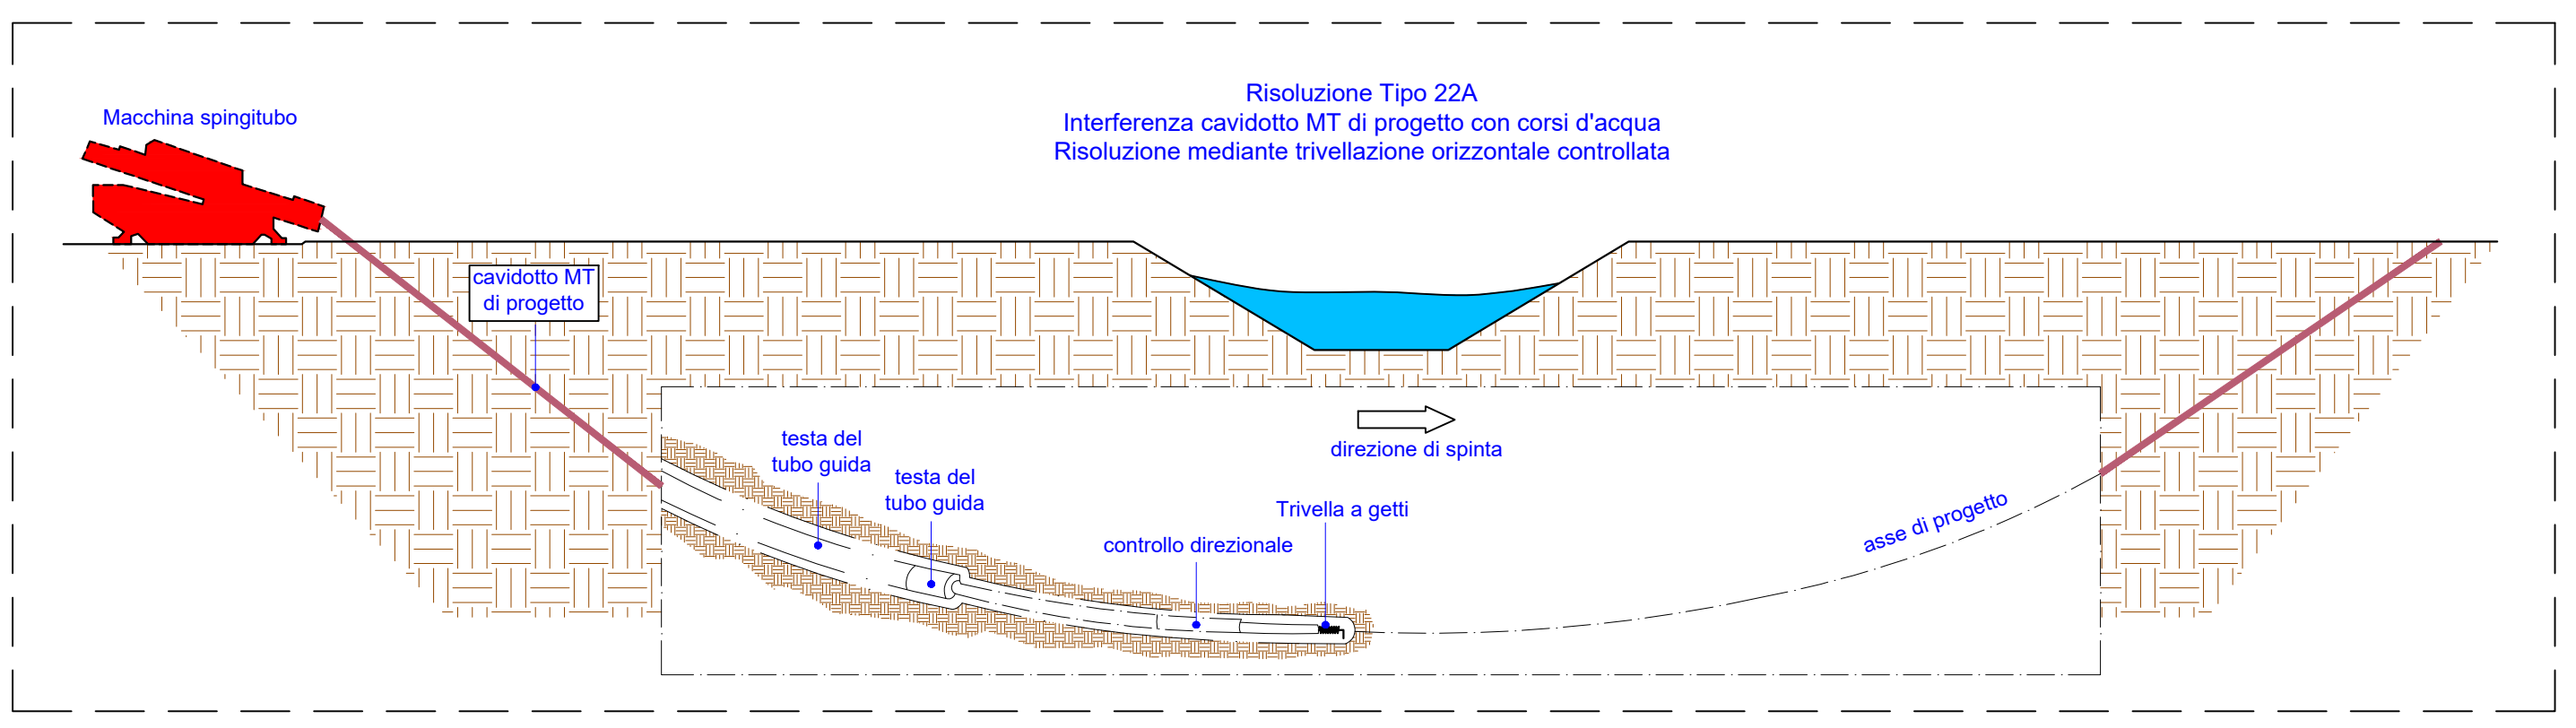 Risoluzione Tipo 22A
Interferenza cavidotto MT di progetto con corsi d'acqua
Risoluzione mediante trivellazione orizzontale controllata
Macchina spingitubo
cavidotto MT
di progetto
testa del
tubo guida
testa del
tubo guida
direzione di spinta
Trivella a getti
controllo direzionale
asse di progetto